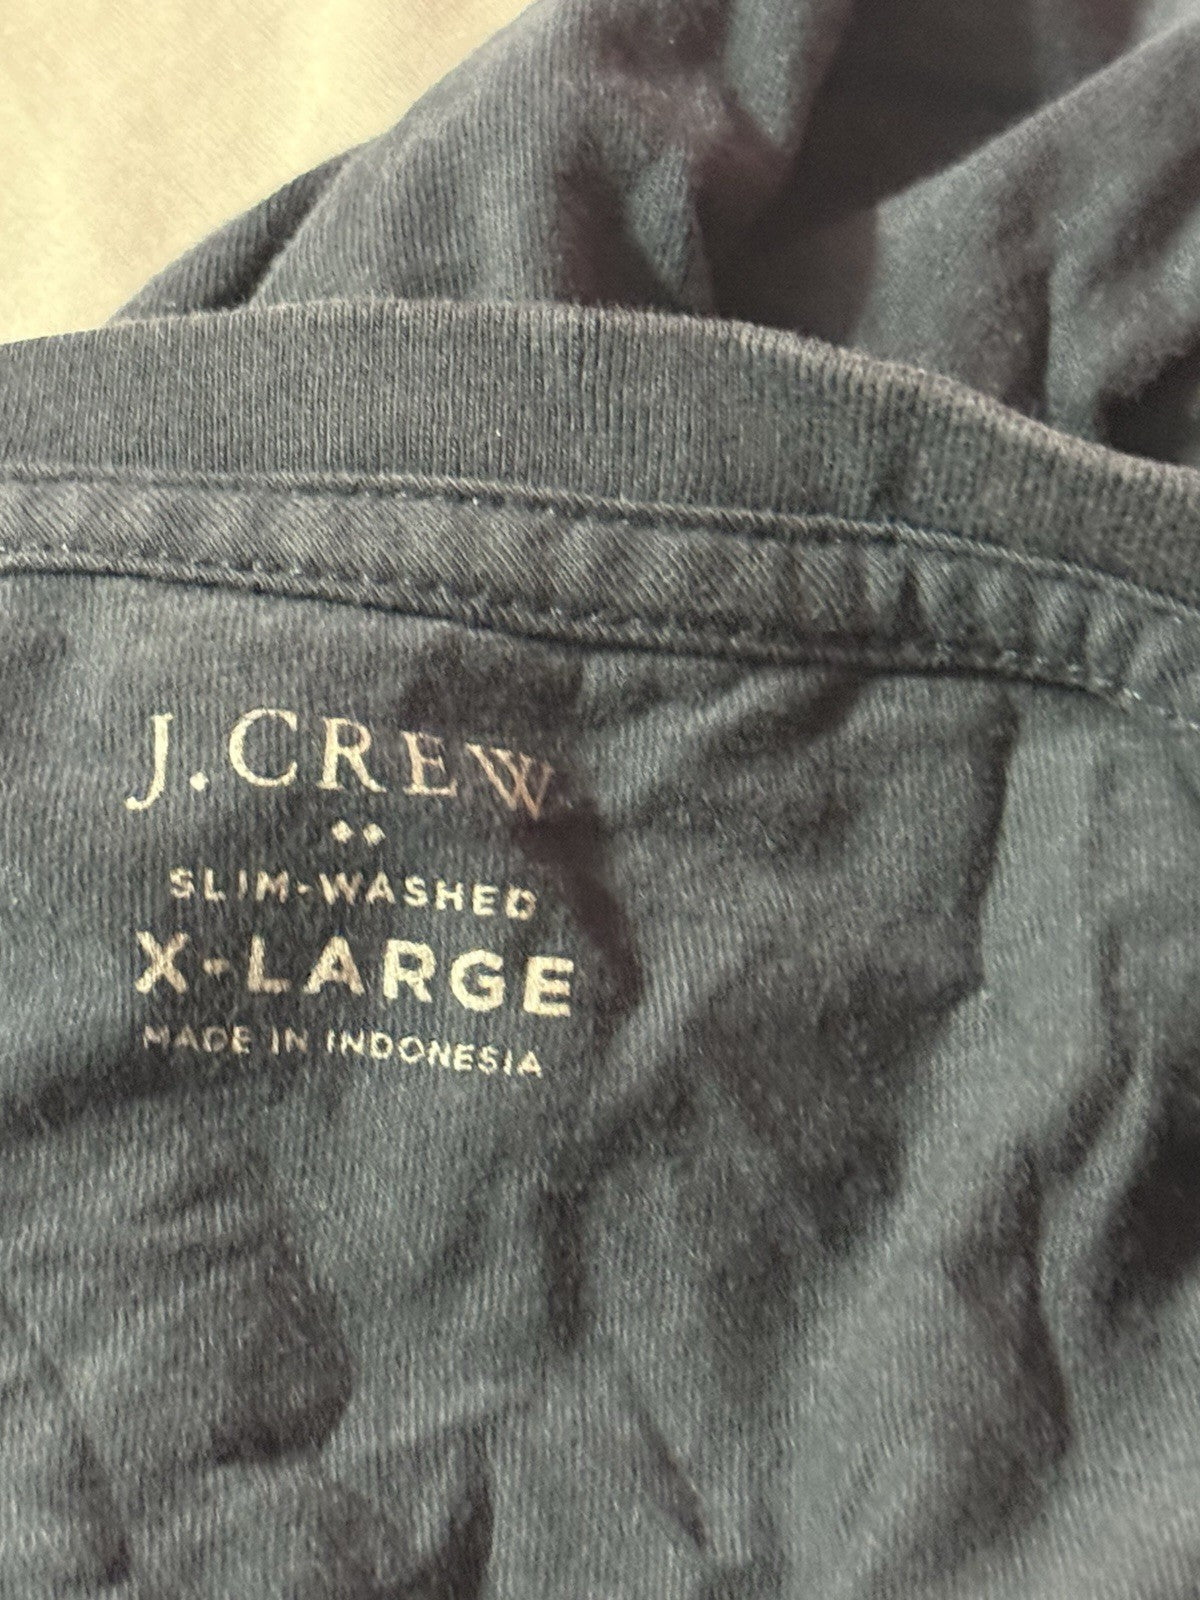 J.CREW
SLIM-WASHED
X-LARGE
MADE IN INDONESIA